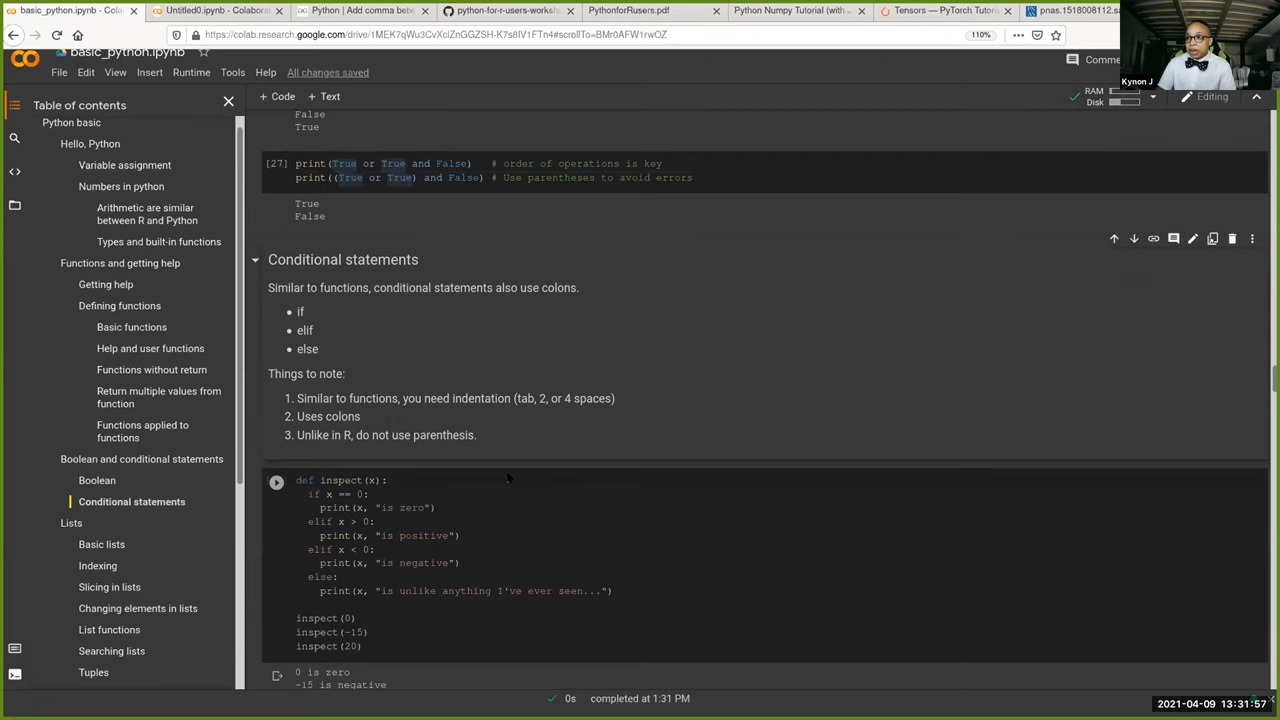 basic_python.ipynb - Cola
Untitled0.ipynb - Colaborat
Python | Add comma betwe
python-for-r-users-worksh
PythonforRusers.pdf
Python Numpy Tutorial (with
Tensors — PyTorch Tutori
pnas.1518008112.sa
https://colab.research.google.com/drive/1MEK7qWu3CvXclZnGGZSH-K7s8IV1FTn4#scrollTo=BMr0AFW1rwOZ
110%
basic_python.ipynb
File Edit View Insert Runtime Tools Help All changes saved
Comme
Kynon J
Table of contents
+ Code + Text
RAM
Disk
Editing
Python basic
Hello, Python
Variable assignment
Numbers in python
Arithmetic are similar
between R and Python
Types and built-in functions
Functions and getting help
Getting help
Defining functions
Basic functions
Help and user functions
Functions without return
Return multiple values from
function
Functions applied to
functions
Boolean and conditional statements
Boolean
Conditional statements
Lists
Basic lists
Indexing
Slicing in lists
Changing elements in lists
List functions
Searching lists
Tuples
False
True
[27] print(True or True and False) # order of operations is key
print((True or True) and False) # Use parentheses to avoid errors
True
False
Conditional statements
Similar to functions, conditional statements also use colons.
• if
• elif
• else
Things to note:
1. Similar to functions, you need indentation (tab, 2, or 4 spaces)
2. Uses colons
3. Unlike in R, do not use parenthesis.
def inspect(x):
if x == 0:
print(x, "is zero")
elif x > 0:
print(x, "is positive")
elif x < 0:
print(x, "is negative")
else:
print(x, "is unlike anything I've ever seen...")
inspect(0)
inspect(-15)
inspect(20)
0 is zero
-15 is negative
0s completed at 1:31 PM
2021-04-09 13:31:57